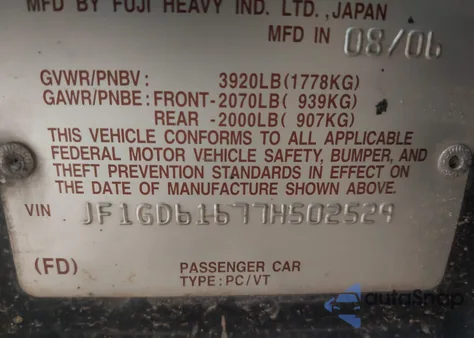 MFD BY FUJI HEAVY IND. LTD., JAPAN
MFD IN 08/06
GVWR/PNBV : 3920LB(1778KG)
GAWR/PNBE : FRONT-2070LB( 939KG)
REAR -2000LB( 907KG)
THIS VEHICLE CONFORMS TO ALL APPLICABLE
FEDERAL MOTOR VEHICLE SAFETY, BUMPER, AND
THEFT PREVENTION STANDARDS IN EFFECT ON
THE DATE OF MANUFACTURE SHOWN ABOVE.
VIN JF1GD61677H502529
(FD) PASSENGER CAR
TYPE : PC/VT
autoSnap